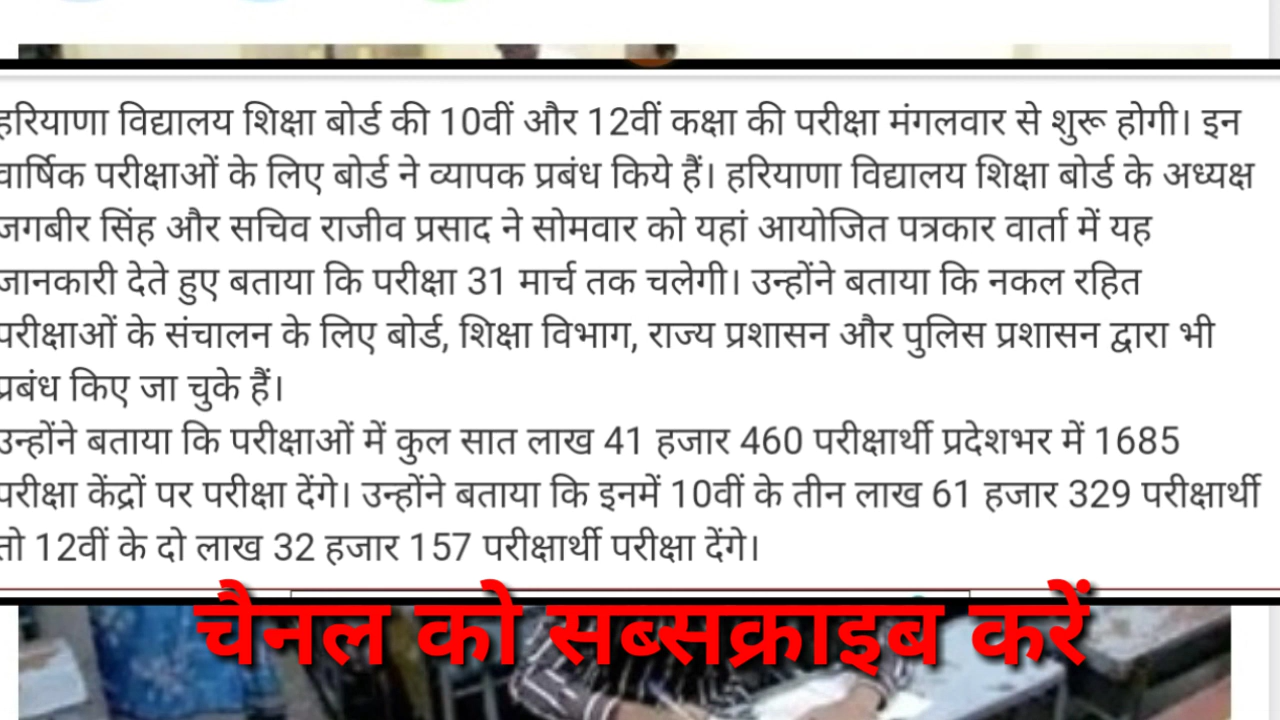 हरियाणा विद्यालय शिक्षा बोर्ड की 10वीं और 12वीं कक्षा की परीक्षा मंगलवार से शुरू होगी। इन
वार्षिक परीक्षाओं के लिए बोर्ड ने व्यापक प्रबंध किये हैं। हरियाणा विद्यालय शिक्षा बोर्ड के अध्यक्ष
जगबीर सिंह और सचिव राजीव प्रसाद ने सोमवार को यहां आयोजित पत्रकार वार्ता में यह
जानकारी देते हुए बताया कि परीक्षा 31 मार्च तक चलेगी। उन्होंने बताया कि नकल रहित
परीक्षाओं के संचालन के लिए बोर्ड, शिक्षा विभाग, राज्य प्रशासन और पुलिस प्रशासन द्वारा भी
प्रबंध किए जा चुके हैं।
उन्होंने बताया कि परीक्षाओं में कुल सात लाख 41 हजार 460 परीक्षार्थी प्रदेशभर में 1685
परीक्षा केंद्रों पर परीक्षा देंगे। उन्होंने बताया कि इनमें 10वीं के तीन लाख 61 हजार 329 परीक्षार्थी
तो 12वीं के दो लाख 32 हजार 157 परीक्षार्थी परीक्षा देंगे।
चैनल को सब्सक्राइब करें